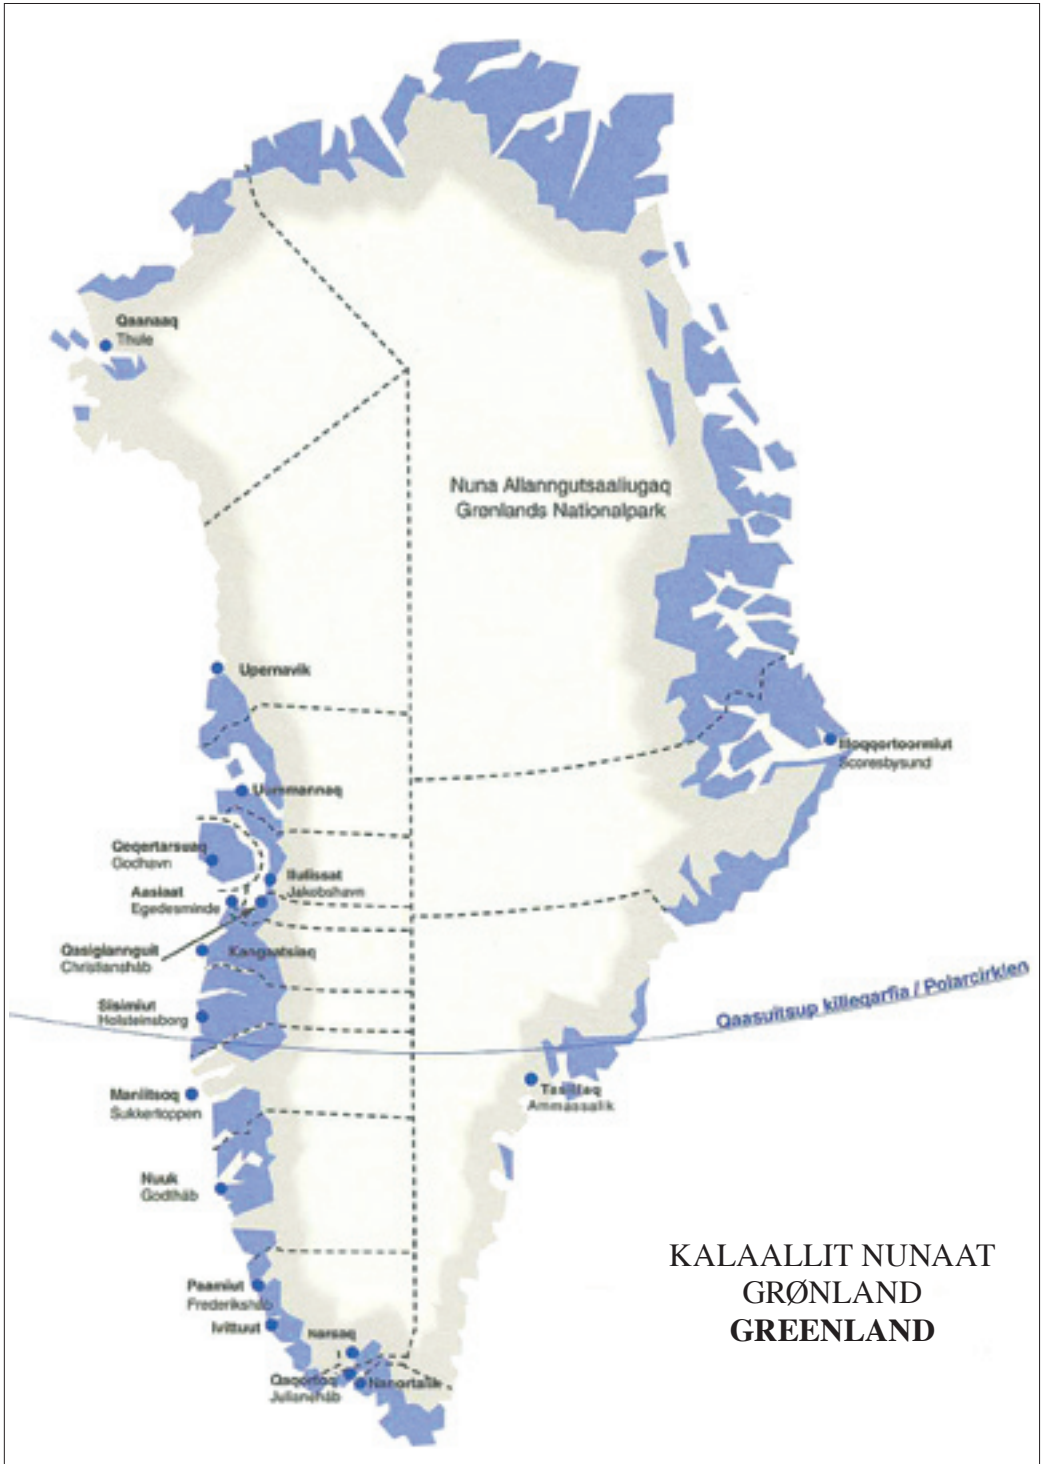 Qaanaaq
Thule
Nuna Allanngutsaaliugaq
Grønlands Nationalpark
Upernavik
Illoqqortoormiut
Scoresbysund
Uummannaq
Qeqertarsuaq
Godhavn
Ilulissat
Jakobshavn
Aasiaat
Egedesminde
Qasigiannguit
Christianshåb
Kangaatsiaq
Sisimiut
Holsteinsborg
Qaasuitsup killeqarfia / Polarcirklen
Maniitsoq
Sukkertoppen
Tasiilaq
Ammassalik
Nuuk
Godthåb
KALAALLIT NUNAAT
GRØNLAND
GREENLAND
Paamiut
Frederikshåb
Ivittuut
Narsaq
Qaqortoq
Julianehåb
Nanortalik